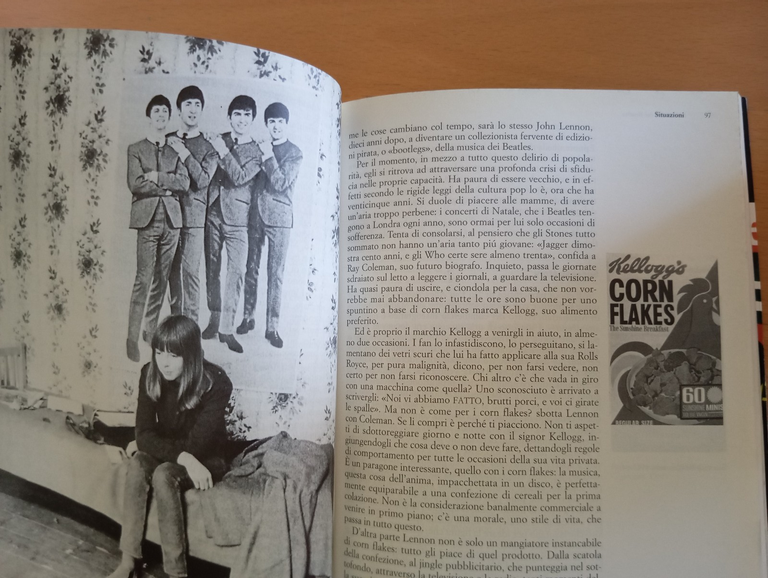 Situazioni 97
me le cose cambiano col tempo, sarà lo stesso John Lennon,
dieci anni dopo, a diventare un collezionista fervente di edizio-
ni pirata, o «bootlegs», della musica dei Beatles.
Per il momento, in mezzo a tutto questo delirio di popola-
rità, egli si ritrova ad attraversare una profonda crisi di sfidu-
cia nelle proprie capacità. Ha paura di essere vecchio, e in ef-
fetti secondo le rigide leggi della cultura pop lo è, ora che ha
venticinque anni. Si duole di piacere alle mamme, di avere
un'aria troppo perbene: i concerti di Natale, che i Beatles ten-
gono a Londra ogni anno, sono ormai per lui solo occasioni di
sofferenza. Tenta di consolarsi, al pensiero che gli Stones tutto
sommato non hanno un'aria tanto più giovane: «Jagger dimo-
stra cento anni, e gli Who certe sere almeno trenta», confida a
Ray Coleman, suo futuro biografo. Inquieto, passa le giornate
sdraiato sul letto a leggere i giornali, a guardare la televisione.
Ha quasi paura di uscire, e ciondola per la casa, che non vor-
rebbe mai abbandonare: tutte le ore sono buone per uno
spuntino a base di corn flakes marca Kellogg, suo alimento
preferito.
Ed è proprio il marchio Kellogg a venirgli in aiuto, in alme-
no due occasioni. I fan lo infastidiscono, lo perseguitano, si la-
mentano dei vetri scuri che lui ha fatto applicare alla sua Rolls
Royce, per pura malignità, dicono, per non farsi vedere, non
certo per non farsi riconoscere. Chi altro c'è che vada in giro
con una macchina come quella? Uno sconosciuto è arrivato a
scrivergli: «Noi vi abbiamo FATTO, brutti porci, e voi ci girate
le spalle». Ma non è come per i corn flakes? sbotta Lennon
con Coleman. Se li compri è perché ti piacciono. Non ti aspet-
ti di sdottoreggiare giorno e notte con il signor Kellogg, in-
giungendogli che cosa deve o non deve fare, dettandogli regole
di comportamento per tutte le occasioni della sua vita privata.
È un paragone interessante, quello con i corn flakes: la musica,
questa cosa dell'anima, impacchettata in un disco, è perfetta-
mente equiparabile a una confezione di cereali per la prima
colazione. Non è la considerazione banalmente commerciale a
venire in primo piano; c'è una morale, uno stile di vita, che
passa in tutto questo.
D'altra parte Lennon non è solo un mangiatore instancabile
di corn flakes: tutto gli piace di quel prodotto. Dalla scatola
della confezione, al jingle pubblicitario, che punteggia nel sot-
tofondo, attraverso la televisione
Kellogg's
CORN
FLAKES
The Sunshine Breakfast
60